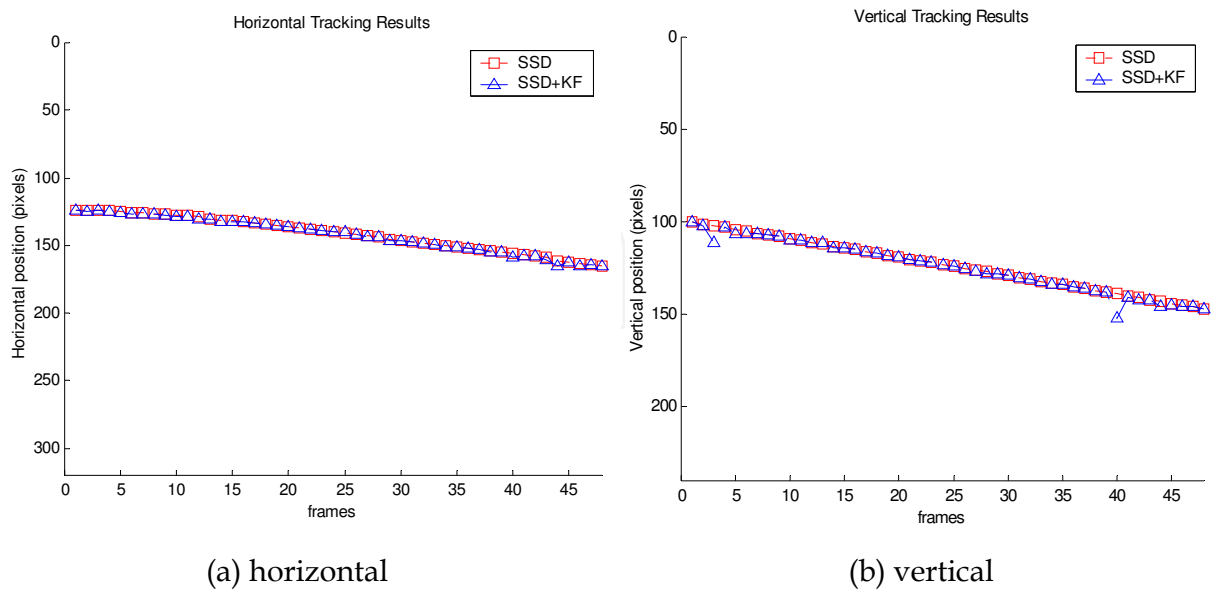 Horizontal Tracking Results
0
50
100
150
200
250
300
Horizontal position (pixels)
SSD
SSD+KF
0 5 10 15 20 25 30 35 40 45
frames
(a) horizontal
Vertical Tracking Results
0
50
100
150
200
Vertical position (pixels)
SSD
SSD+KF
0 5 10 15 20 25 30 35 40 45
frames
(b) vertical